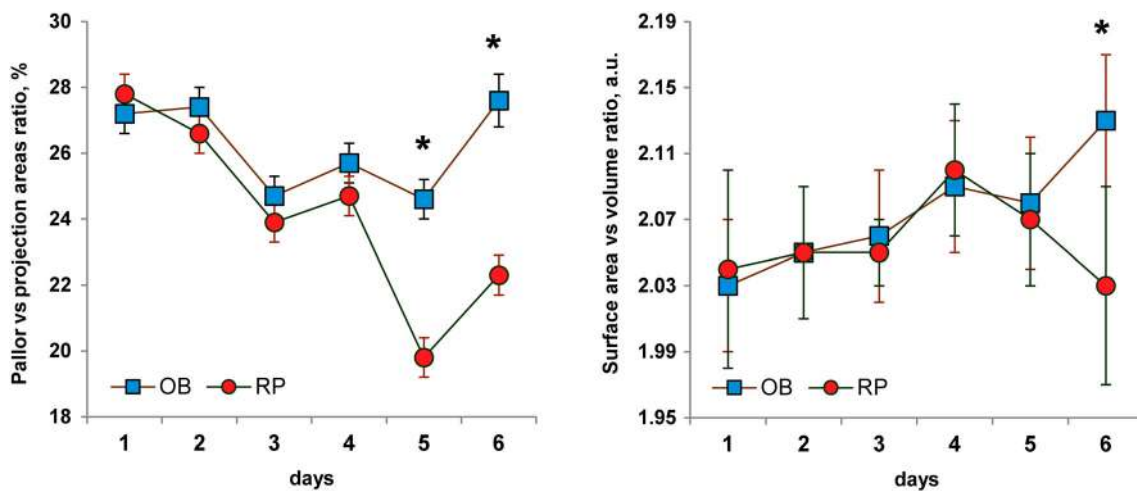 Pallor vs projection areas ratio, %
30
28
26
24
22
20
18
* *
OB RP
1 2 3 4 5 6
days
Surface area vs volume ratio, a.u.
2.19
2.15
2.11
2.07
2.03
1.99
1.95
*
OB RP
1 2 3 4 5 6
days